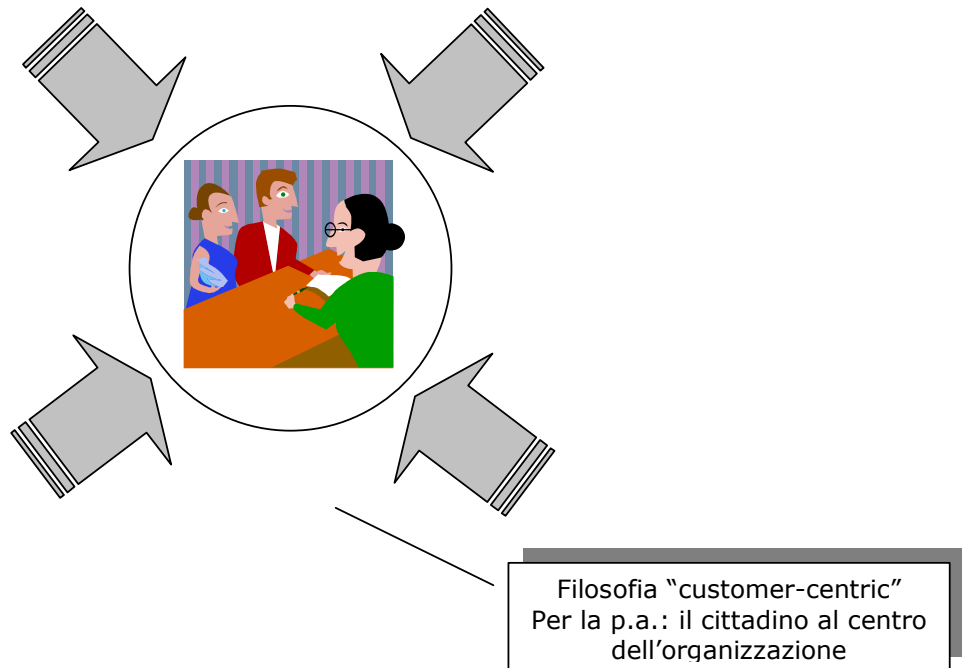 Filosofia “customer-centric”
Per la p.a.: il cittadino al centro
dell’organizzazione